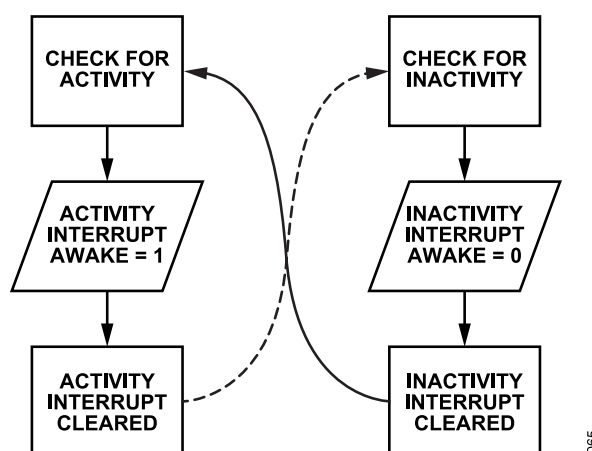 CHECK FOR
ACTIVITY
ACTIVITY
INTERRUPT
AWAKE = 1
ACTIVITY
INTERRUPT
CLEARED
CHECK FOR
INACTIVITY
INACTIVITY
INTERRUPT
AWAKE = 0
INACTIVITY
INTERRUPT
CLEARED